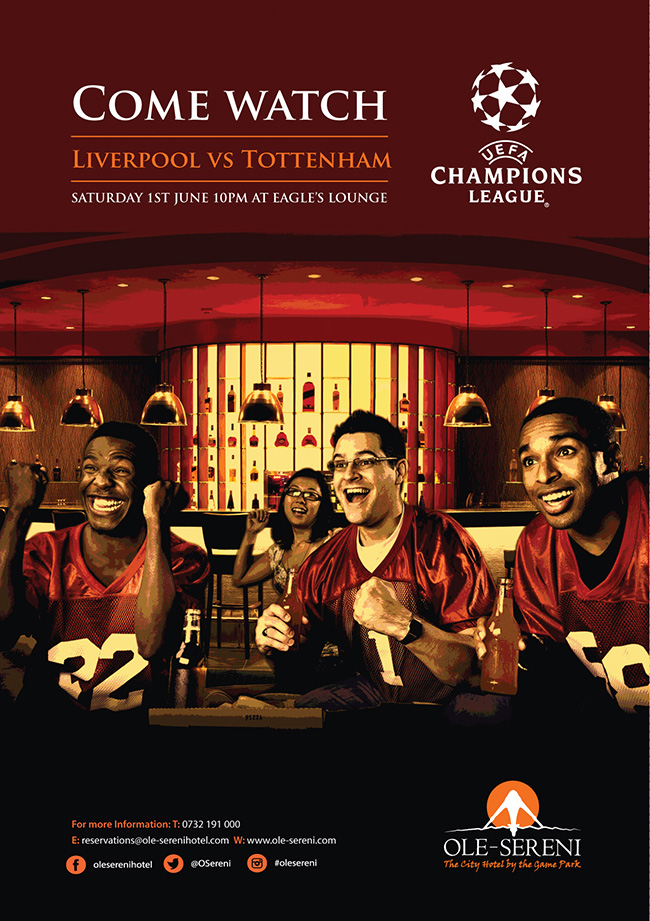 COME WATCH
LIVERPOOL VS TOTTENHAM
SATURDAY 1ST JUNE 10PM AT EAGLE'S LOUNGE
UEFA
CHAMPIONS
LEAGUE®
32
1
For more Information: T: 0732 191 000
E: reservations@ole-serenihotel.com W: www.ole-sereni.com
oleserenihotel
@OSereni
#olesereni
OLE-SERENI
The City Hotel by the Game Park